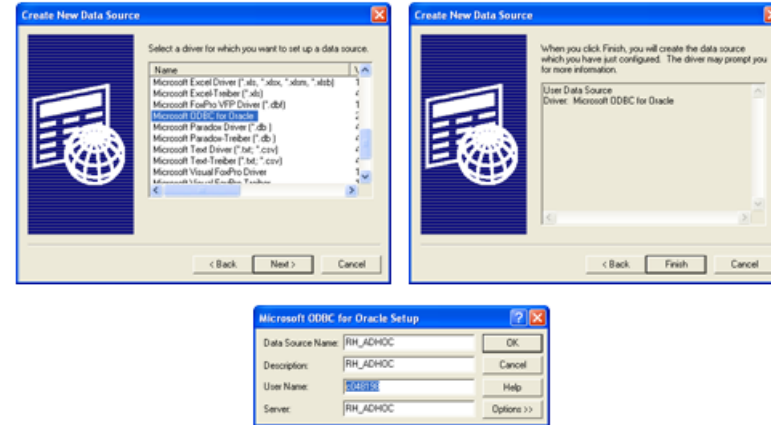 Create New Data Source
Select a driver for which you want to set up a data source.
Name
Microsoft Excel Driver (*.xls, *.xlsx, *.xlsm, *.xlsb)
Microsoft Excel-Treiber (*.xls)
Microsoft FoxPro VFP Driver (*.dbf)
Microsoft ODBC for Oracle
Microsoft Paradox Driver (*.db )
Microsoft Paradox-Treiber (*.db )
Microsoft Text Driver (*.txt; *.csv)
Microsoft Text-Treiber (*.txt; *.csv)
Microsoft Visual FoxPro Driver
Microsoft Visual FoxPro Treiber
< Back
Next >
Cancel
Create New Data Source
When you click Finish, you will create the data source
which you have just configured. The driver may prompt you
for more information.
User Data Source
Driver: Microsoft ODBC for Oracle
< Back
Finish
Cancel
Microsoft ODBC for Oracle Setup
Data Source Name: RH_ADHOC
OK
Description: RH_ADHOC
Cancel
User Name:
Help
Server: RH_ADHOC
Options >>